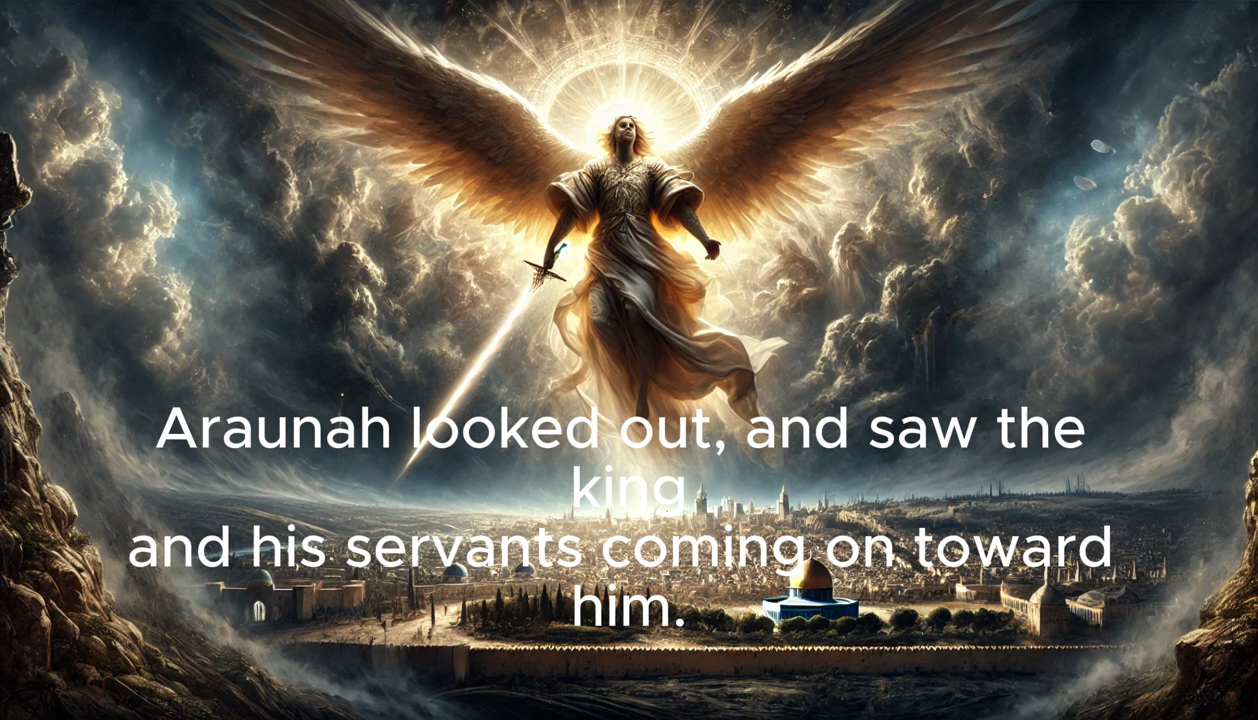 Araunah looked out, and saw the
king
and his servants coming on toward
him.